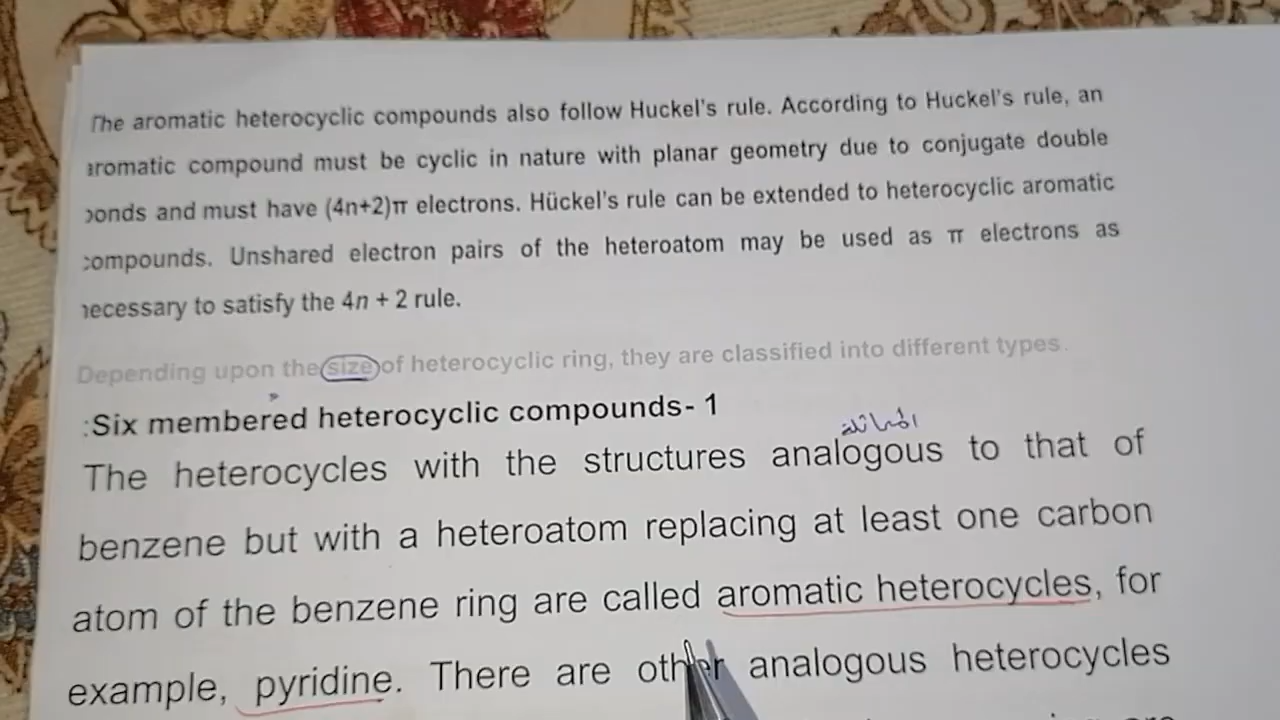 The aromatic heterocyclic compounds also follow Huckel's rule. According to Huckel's rule, an
aromatic compound must be cyclic in nature with planar geometry due to conjugate double
bonds and must have (4n+2)π electrons. Hückel's rule can be extended to heterocyclic aromatic
compounds. Unshared electron pairs of the heteroatom may be used as π electrons as
necessary to satisfy the 4n + 2 rule.
Depending upon the size of heterocyclic ring, they are classified into different types.
:Six membered heterocyclic compounds- 1
المماثلة
The heterocycles with the structures analogous to that of
benzene but with a heteroatom replacing at least one carbon
atom of the benzene ring are called aromatic heterocycles, for
example, pyridine. There are other analogous heterocycles